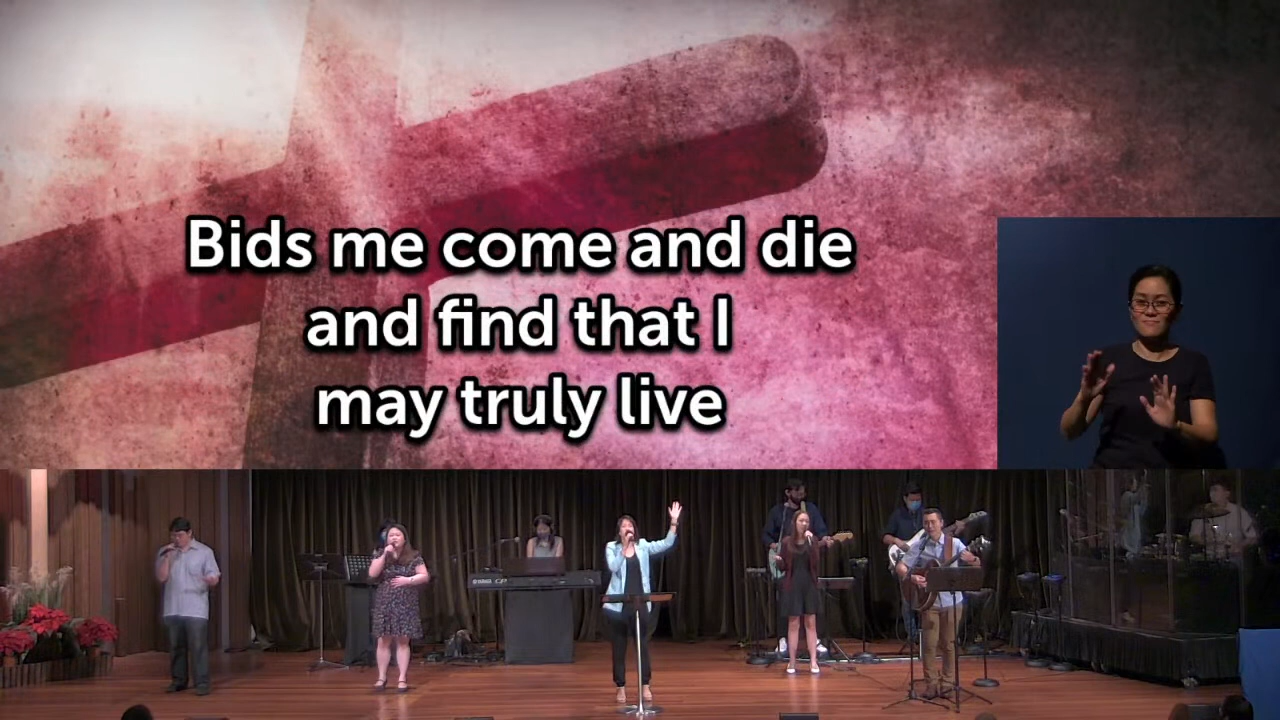 Bids me come and die
and find that I
may truly live